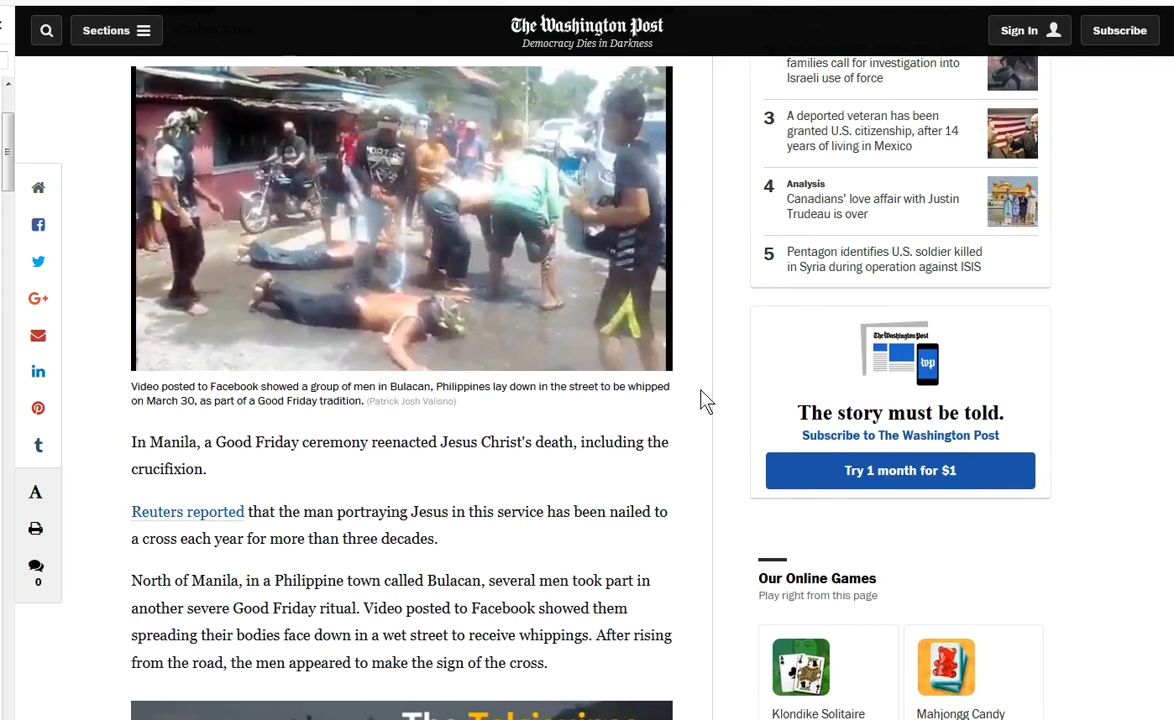 Sections
The Washington Post
Democracy Dies in Darkness
Sign In
Subscribe
families call for investigation into
Israeli use of force
3
A deported veteran has been
granted U.S. citizenship, after 14
years of living in Mexico
4
Analysis
Canadians' love affair with Justin
Trudeau is over
5
Pentagon identifies U.S. soldier killed
in Syria during operation against ISIS
G+
in
t
A
0
Video posted to Facebook showed a group of men in Bulacan, Philippines lay down in the street to be whipped
on March 30, as part of a Good Friday tradition. (Patrick Josh Valisno)
In Manila, a Good Friday ceremony reenacted Jesus Christ's death, including the
crucifixion.
Reuters reported that the man portraying Jesus in this service has been nailed to
a cross each year for more than three decades.
North of Manila, in a Philippine town called Bulacan, several men took part in
another severe Good Friday ritual. Video posted to Facebook showed them
spreading their bodies face down in a wet street to receive whippings. After rising
from the road, the men appeared to make the sign of the cross.
The Washington Post
wp
The story must be told.
Subscribe to The Washington Post
Try 1 month for $1
Our Online Games
Play right from this page
Klondike Solitaire
Mahjongg Candy